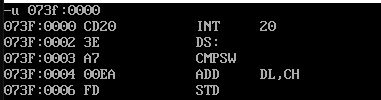 -u 073f:0000
073F:0000 CD20 INT 20
073F:0002 3E DS:
073F:0003 A7 CMPSW
073F:0004 00EA ADD DL,CH
073F:0006 FD STD